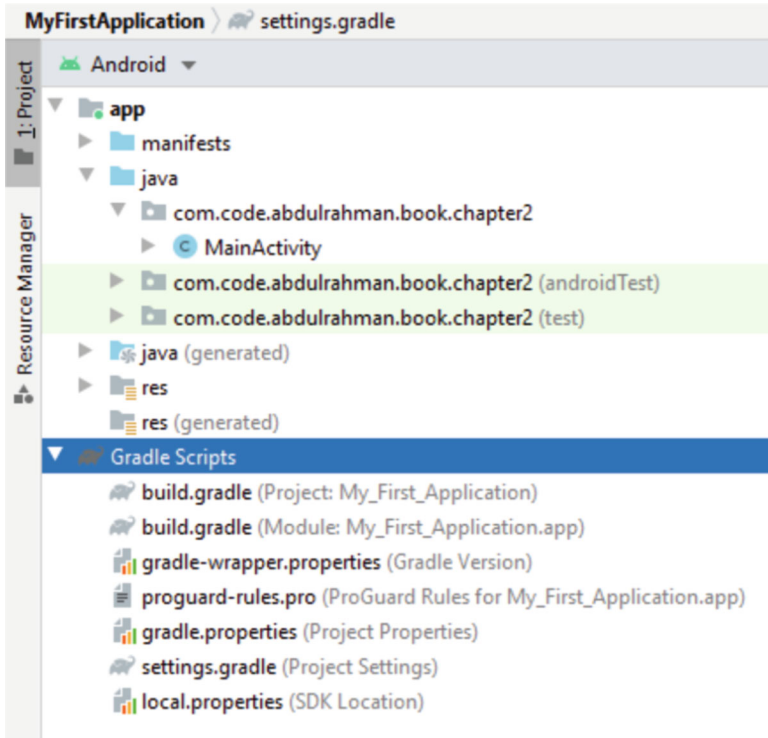 MyFirstApplication settings.gradle
1: Project
Resource Manager
Android
app
manifests
java
com.code.abdulrahman.book.chapter2
C MainActivity
com.code.abdulrahman.book.chapter2 (androidTest)
com.code.abdulrahman.book.chapter2 (test)
java (generated)
res
res (generated)
Gradle Scripts
build.gradle (Project: My_First_Application)
build.gradle (Module: My_First_Application.app)
gradle-wrapper.properties (Gradle Version)
proguard-rules.pro (ProGuard Rules for My_First_Application.app)
gradle.properties (Project Properties)
settings.gradle (Project Settings)
local.properties (SDK Location)